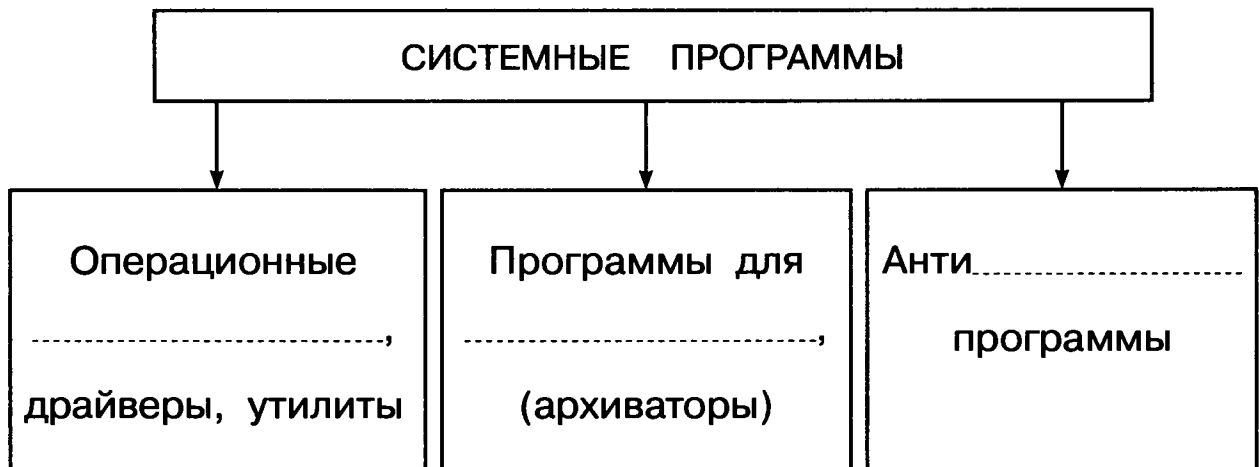 СИСТЕМНЫЕ ПРОГРАММЫ
Операционные
,
драйверы, утилиты
Программы для
,
(архиваторы)
Анти
программы